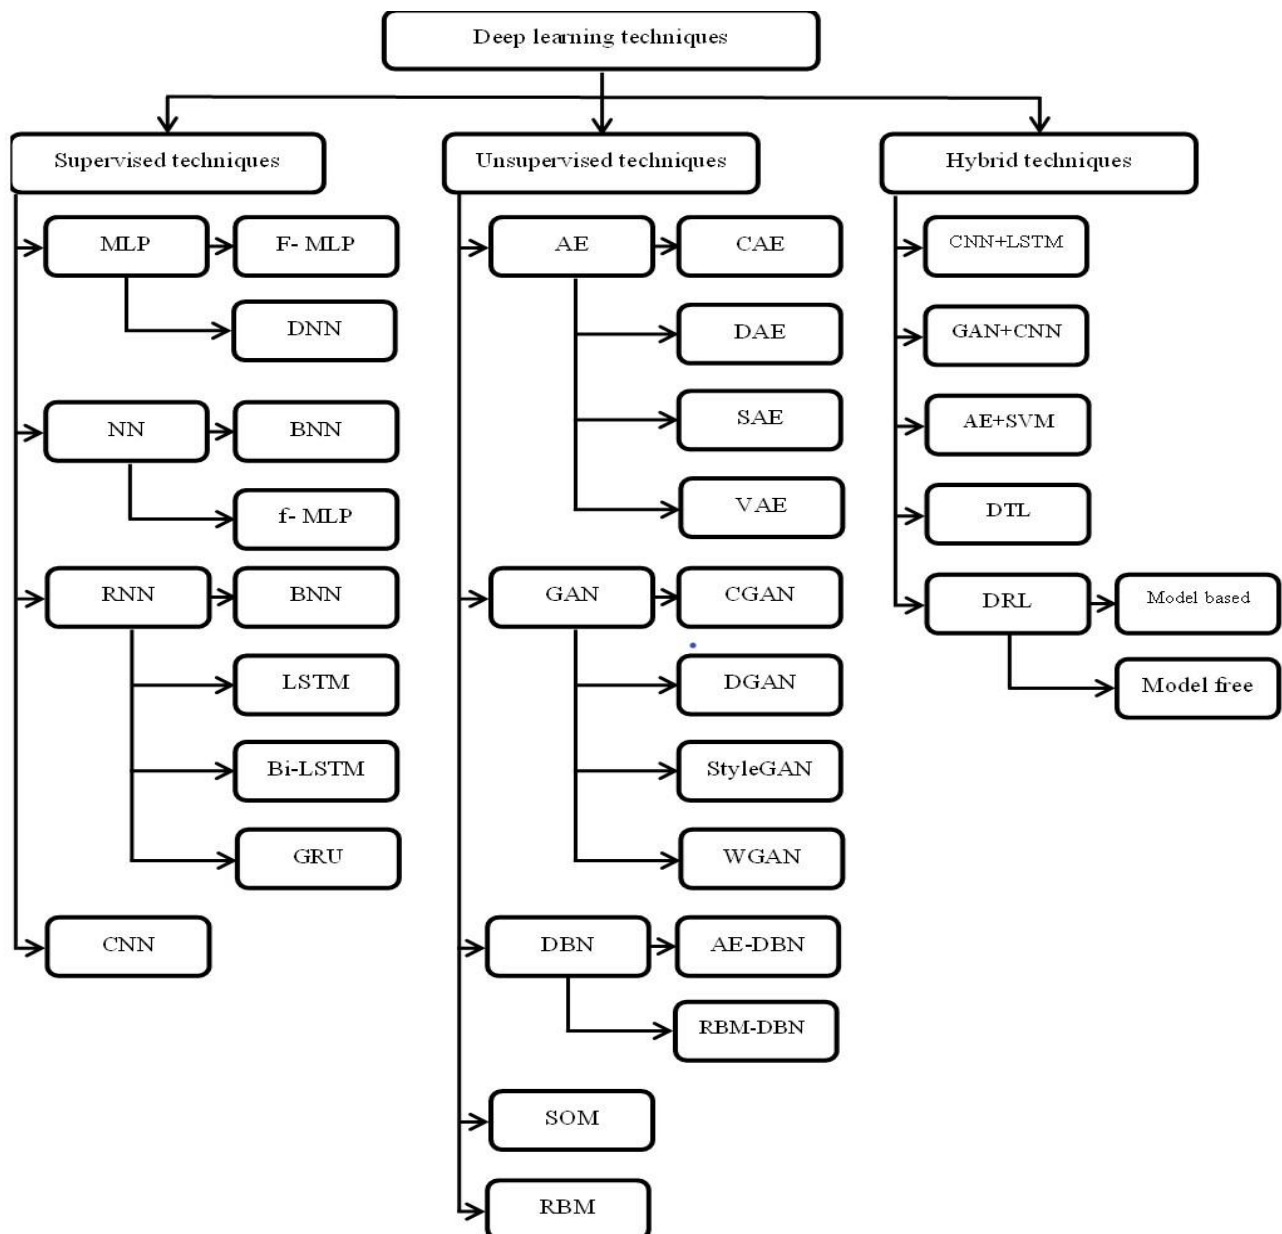 Deep learning techniques
Supervised techniques
MLP
F- MLP
DNN
NN
BNN
f- MLP
RNN
BNN
LSTM
Bi-LSTM
GRU
CNN
Unsupervised techniques
AE
CAE
DAE
SAE
VAE
GAN
CGAN
DGAN
StyleGAN
WGAN
DBN
AE-DBN
RBM-DBN
SOM
RBM
Hybrid techniques
CNN+LSTM
GAN+CNN
AE+SVM
DTL
DRL
Model based
Model free